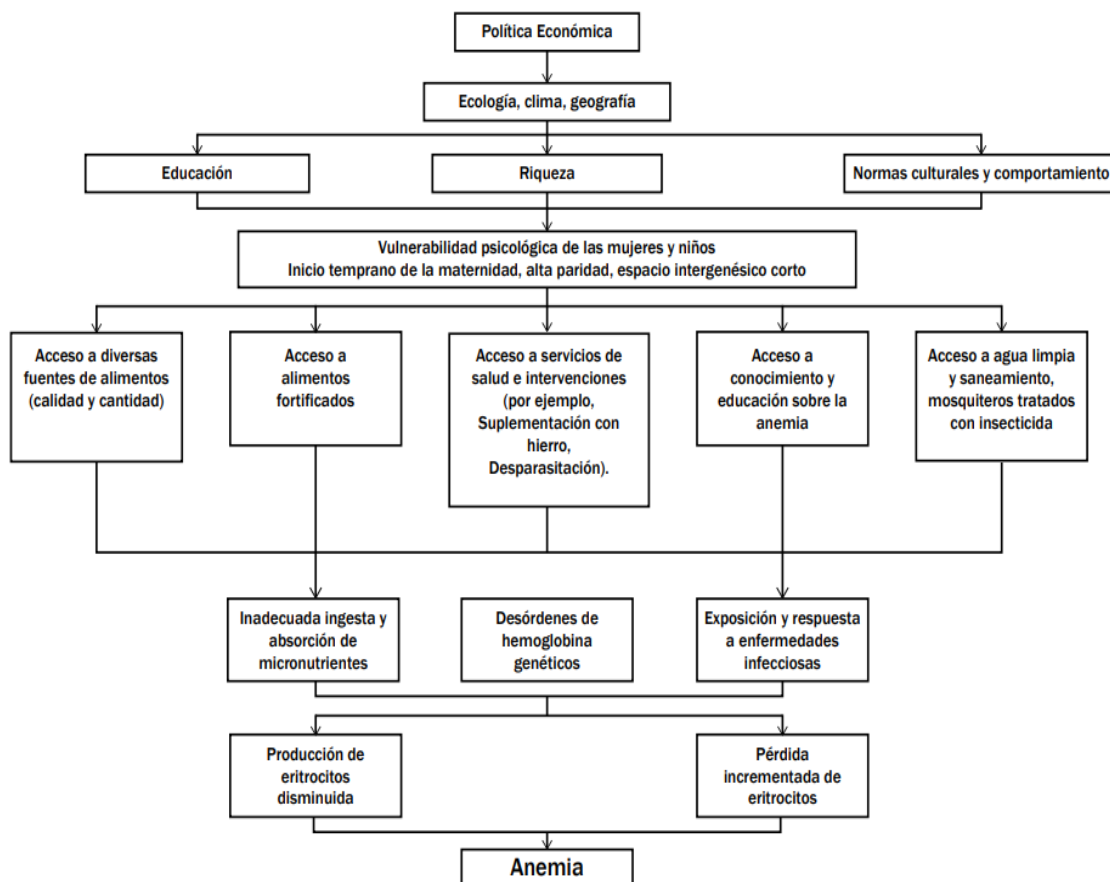 Política Económica
Ecología, clima, geografía
Educación
Riqueza
Normas culturales y comportamiento
Vulnerabilidad psicológica de las mujeres y niños
Inicio temprano de la maternidad, alta paridad, espacio intergenésico corto
Acceso a diversas
fuentes de alimentos
(calidad y cantidad)
Acceso a
alimentos
fortificados
Acceso a servicios de
salud e intervenciones
(por ejemplo,
Suplementación con
hierro,
Desparasitación).
Acceso a
conocimiento y
educación sobre la
anemia
Acceso a agua limpia
y saneamiento,
mosquiteros tratados
con insecticida
Inadecuada ingesta y
absorción de
micronutrientes
Desórdenes de
hemoglobina
genéticos
Exposición y respuesta
a enfermedades
infecciosas
Producción de
eritrocitos
disminuida
Pérdida
incrementada de
eritrocitos
Anemia